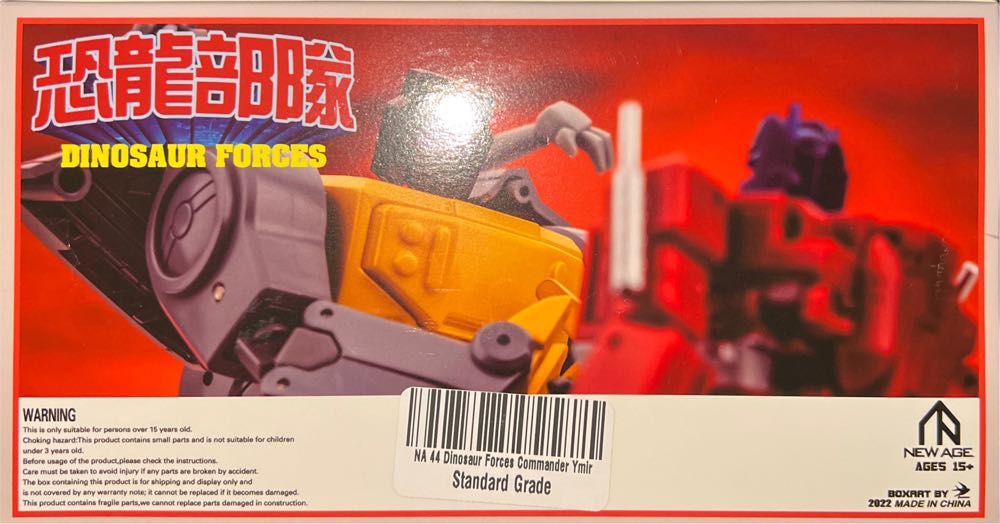 恐龍部隊
DINOSAUR FORCES
WARNING
This is only suitable for persons over 15 years old.
Choking hazard:This product contains small parts and is not suitable for children
under 3 years old.
Before usage of the product,please check the instructions.
Care must be taken to avoid injury if any parts are broken by accident.
The box containing this product is for shipping and display only and
is not covered by any warranty note; it cannot be replaced if it becomes damaged.
This product contains fragile parts,we cannot replace parts damaged in construction.
NA 44 Dinosaur Forces Commander Ymir
Standard Grade
NEW AGE
AGES 15+
BOXART BY
2022 MADE IN CHINA